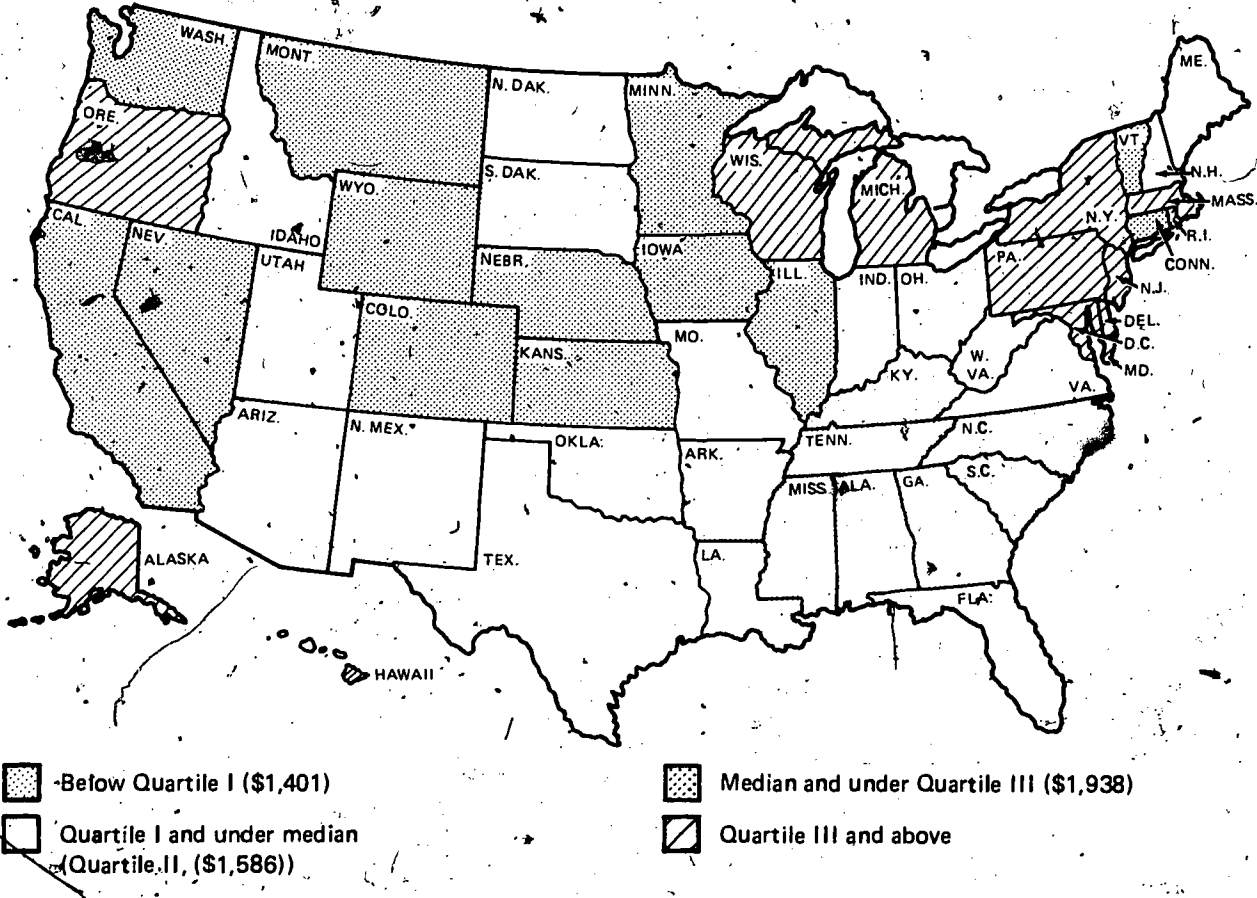 WASH
MONT.
N. DAK.
MINN.
ME.
ORE.
VT.
WIS.
MICH.
S. DAK.
WYO.
N.H.
MASS.
CAL.
N.Y.
NEV.
IDAHO
R.I.
IOWA
NEBR.
UTAH
PA.
CONN.
ILL.
IND.
OH.
N.J.
COLO.
DEL.
MO.
D.C.
KANS.
W.
VA.
MD.
KY.
VA.
ARIZ.
N. MEX.
OKLA.
TENN.
N.C.
ARK.
S.C.
MISS.
ALA.
GA.
LA.
ALASKA
TEX.
FLA.
HAWAII
Below Quartile I ($1,401)
Quartile I and under median
(Quartile II, ($1,586))
Median and under Quartile III ($1,938)
Quartile III and above